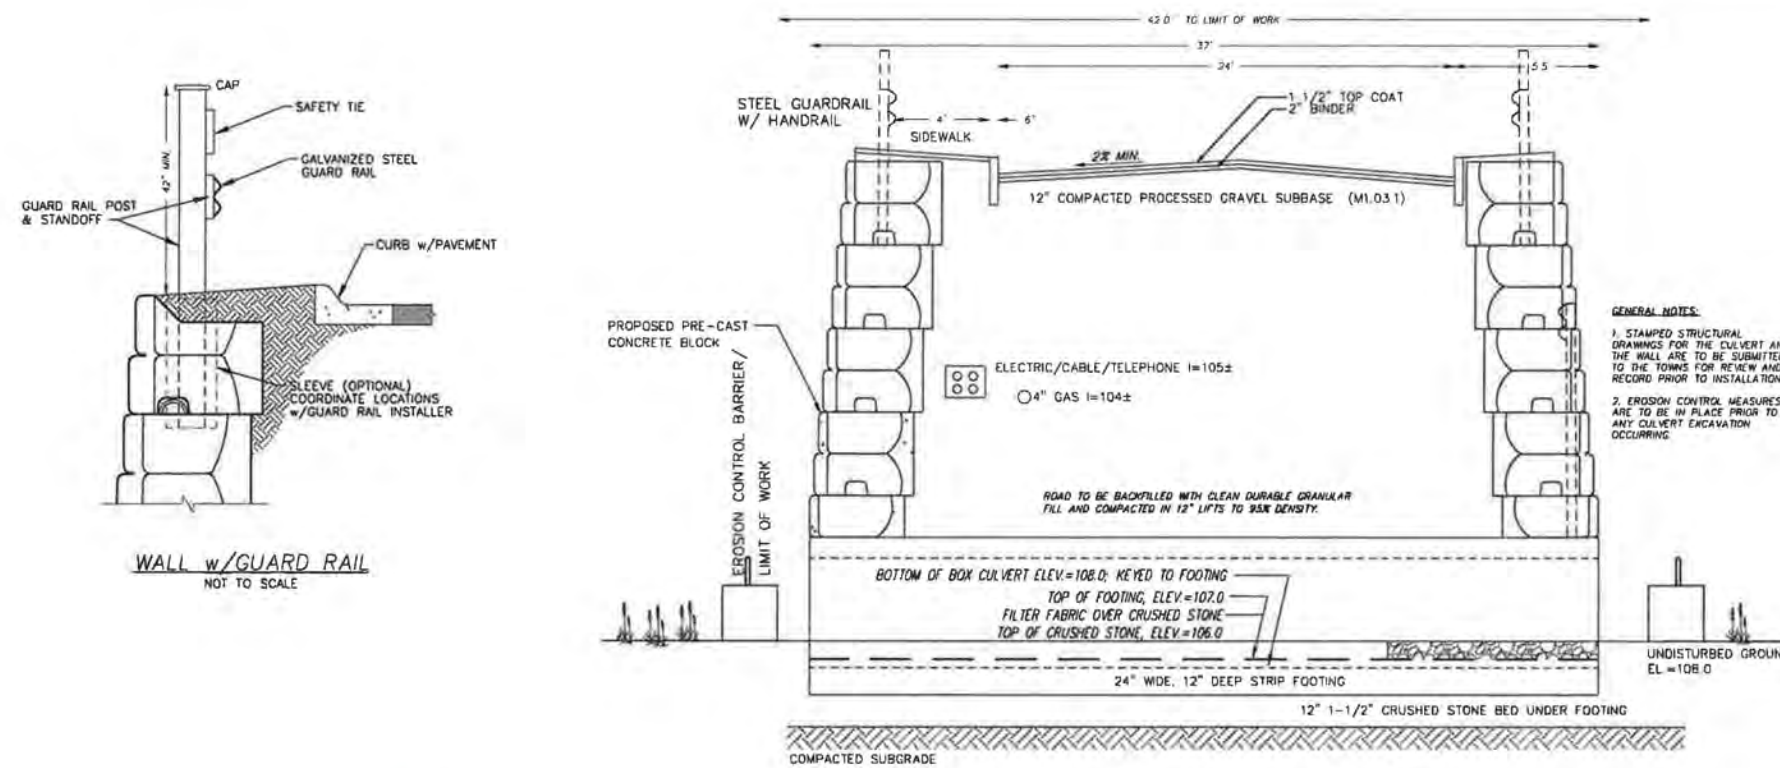 CAP
SAFETY TIE
GALVANIZED STEEL
GUARD RAIL
42" MIN.
GUARD RAIL POST
& STANDOFF
CURB w/PAVEMENT
SLEEVE (OPTIONAL)
COORDINATE LOCATIONS
w/GUARD RAIL INSTALLER
WALL w/GUARD RAIL
NOT TO SCALE
42.0' TO LIMIT OF WORK
37'
24'
5.5
STEEL GUARDRAIL
W/ HANDRAIL
4'
6"
SIDEWALK
1 1/2" TOP COAT
2" BINDER
2% MIN.
12" COMPACTED PROCESSED GRAVEL SUBBASE (M1.03.1)
PROPOSED PRE-CAST
CONCRETE BLOCK
ELECTRIC/CABLE/TELEPHONE I=105±
4" GAS I=104±
EROSION CONTROL BARRIER/
LIMIT OF WORK
GENERAL NOTES:
1. STAMPED STRUCTURAL
DRAWINGS FOR THE CULVERT AN
THE WALL ARE TO BE SUBMITTE
TO THE TOWNS FOR REVIEW AND
RECORD PRIOR TO INSTALLATION
2. EROSION CONTROL MEASURES
ARE TO BE IN PLACE PRIOR TO
ANY CULVERT EXCAVATION
OCCURRING.
ROAD TO BE BACKFILLED WITH CLEAN DURABLE GRANULAR
FILL AND COMPACTED IN 12" LIFTS TO 95% DENSITY.
BOTTOM OF BOX CULVERT ELEV.=108.0; KEYED TO FOOTING
TOP OF FOOTING, ELEV.=107.0
FILTER FABRIC OVER CRUSHED STONE
TOP OF CRUSHED STONE, ELEV.=106.0
24" WIDE, 12" DEEP STRIP FOOTING
UNDISTURBED GROUN
EL.=108.0
12" 1-1/2" CRUSHED STONE BED UNDER FOOTING
COMPACTED SUBGRADE